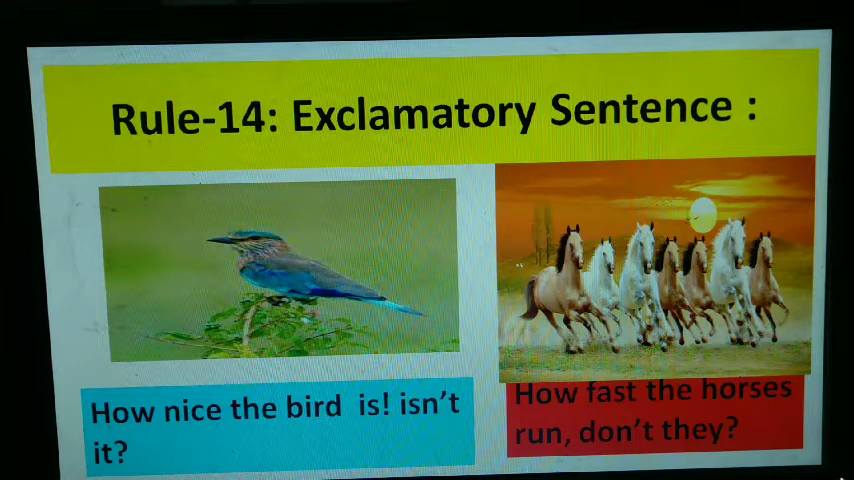 Rule-14: Exclamatory Sentence :
How nice the bird is! isn't
it?
How fast the horses
run, don't they?